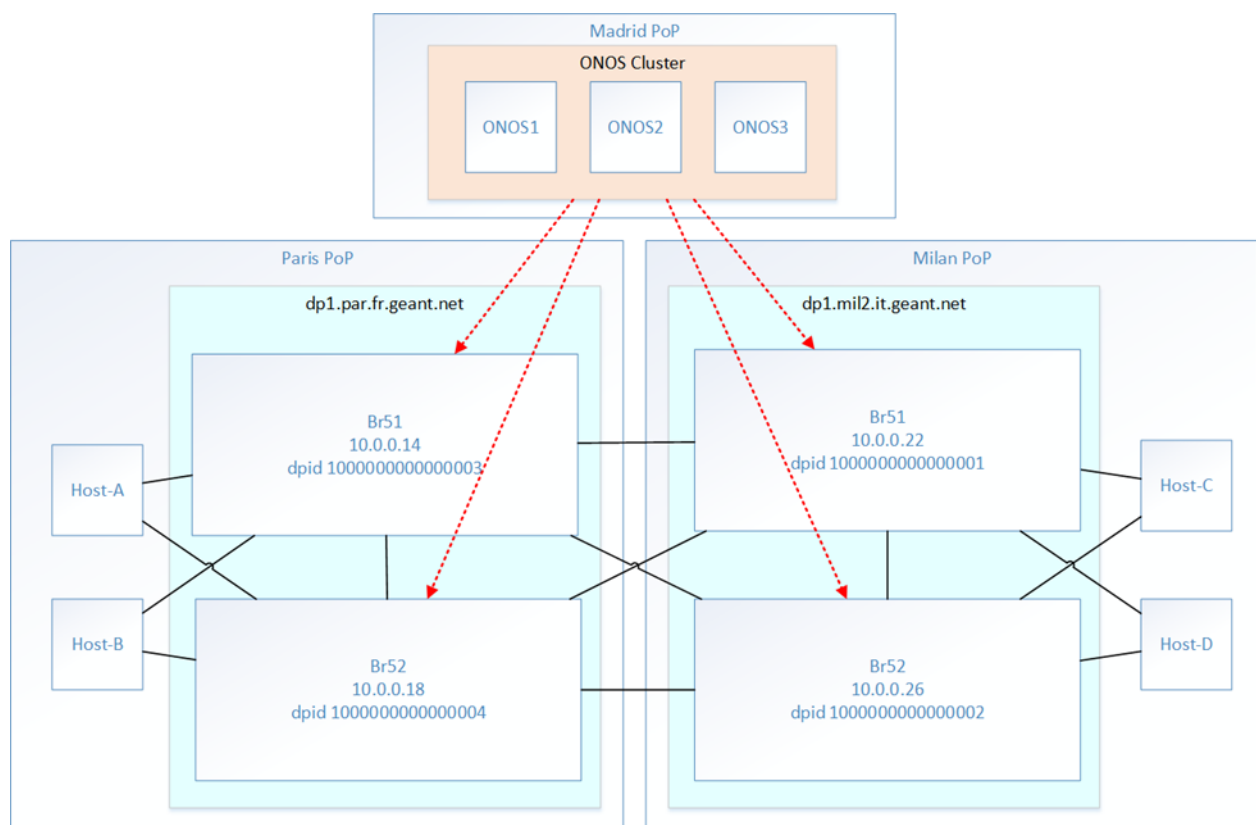 Madrid PoP
ONOS Cluster
ONOS1
ONOS2
ONOS3
Paris PoP
dp1.par.fr.geant.net
Br51
10.0.0.14
dpid 1000000000000003
Host-A
Host-B
Br52
10.0.0.18
dpid 1000000000000004
Milan PoP
dp1.mil2.it.geant.net
Br51
10.0.0.22
dpid 1000000000000001
Host-C
Host-D
Br52
10.0.0.26
dpid 1000000000000002